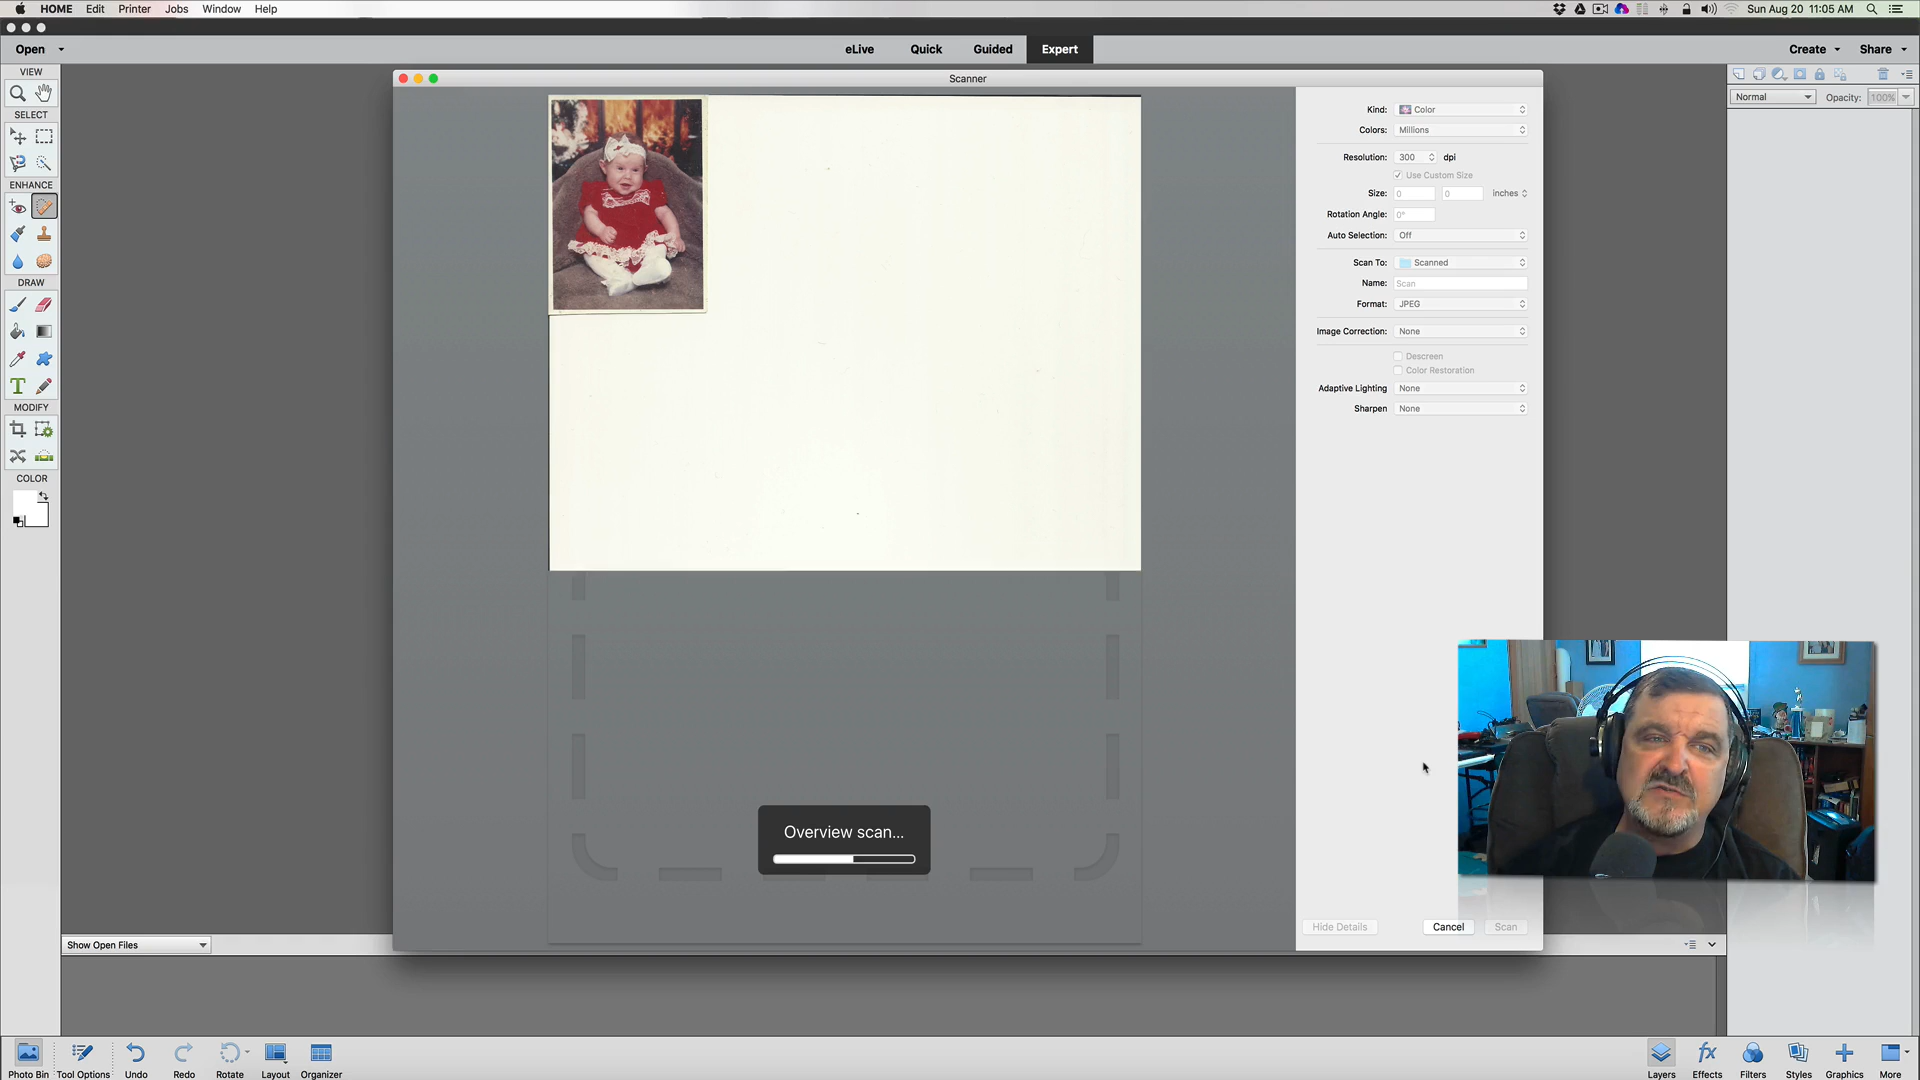 HOME Edit Printer Jobs Window Help Sun Aug 20 11:05 AM
Open eLive Quick Guided Expert Create Share
VIEW
SELECT
ENHANCE
DRAW
MODIFY
COLOR
Scanner
Kind: Color
Colors: Millions
Resolution: 300 dpi
Use Custom Size
Size: 0 0 inches
Rotation Angle: 0°
Auto Selection: Off
Scan To: Scanned
Name: Scan
Format: JPEG
Image Correction: None
Descreen
Color Restoration
Adaptive Lighting None
Sharpen None
Overview scan...
Hide Details Cancel Scan
Normal Opacity: 100%
Show Open Files
Photo Bin Tool Options Undo Redo Rotate Layout Organizer Layers Effects Filters Styles Graphics More